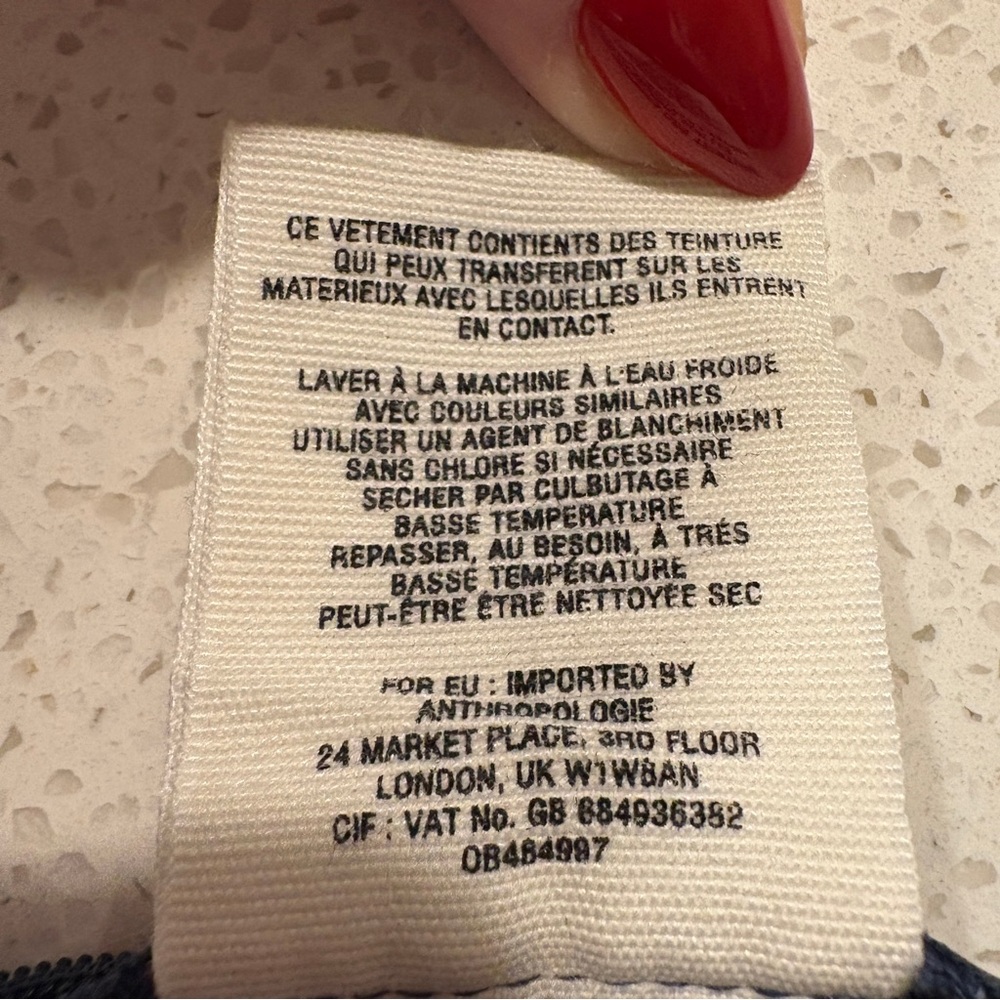 CE VETEMENT CONTIENTS DES TEINTURE
QUI PEUX TRANSFERENT SUR LES
MATERIEUX AVEC LESQUELLES ILS ENTRENT
EN CONTACT.
LAVER À LA MACHINE À L'EAU FROIDE
AVEC COULEURS SIMILAIRES
UTILISER UN AGENT DE BLANCHIMENT
SANS CHLORE SI NÉCESSAIRE
SECHER PAR CULBUTAGE À
BASSE TEMPERATURE
REPASSER, AU BESOIN, À TRÉS
BASSE TEMPÉRATURE
PEUT-ÊTRE ÊTRE NETTOYÉE SEC
FOR EU : IMPORTED BY
ANTHROPOLOGIE
24 MARKET PLACE, 3RD FLOOR
LONDON, UK W1W8AN
CIF : VAT No. GB 684936382
OB484997